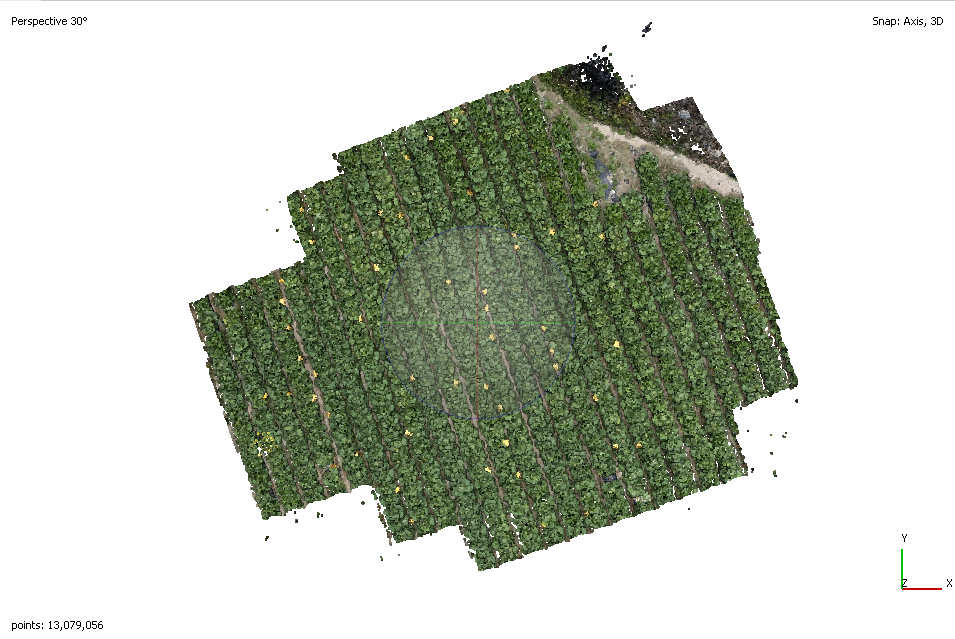 Perspective 30°
Snap: Axis, 3D
Y
Z
X
points: 13,079,056